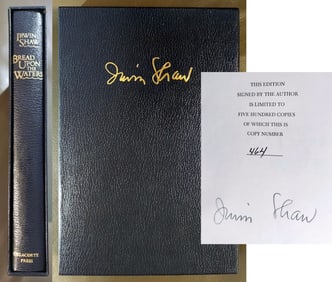 IRWIN
SHAW
BREAD
UPON
THE
WATERS
DELACORTE
PRESS
Irwin Shaw
THIS EDITION
SIGNED BY THE AUTHOR
IS LIMITED TO
FIVE HUNDRED COPIES
OF WHICH THIS IS
COPY NUMBER
464
Irwin Shaw